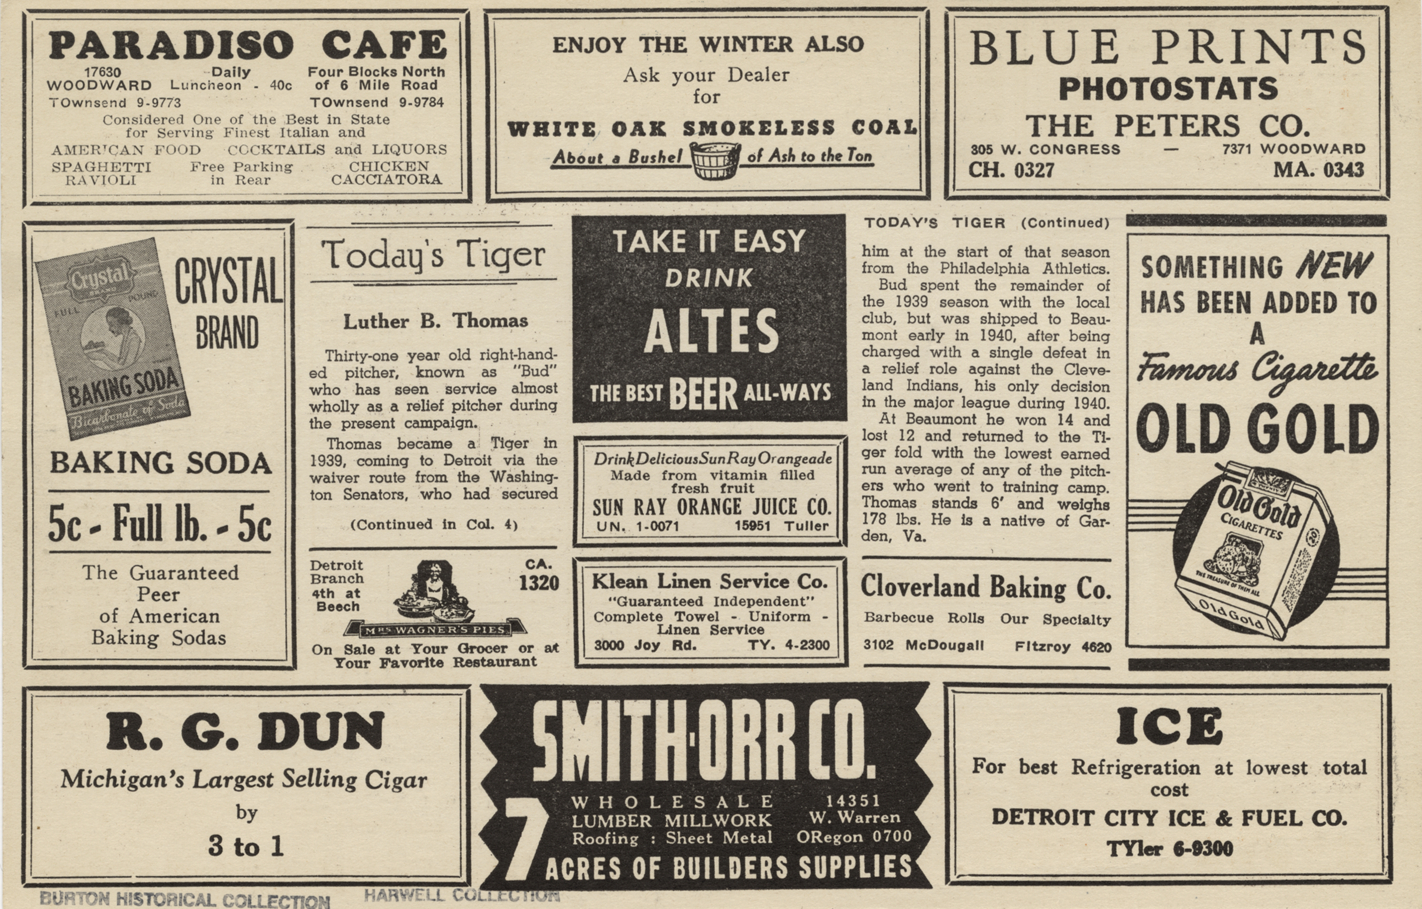 PARADISO CAFE
17630 Daily Four Blocks North
WOODWARD Luncheon - 40c of 6 Mile Road
TOwnsend 9-9773 TOwnsend 9-9784
Considered One of the Best in State
for Serving Finest Italian and
AMERICAN FOOD COCKTAILS and LIQUORS
SPAGHETTI Free Parking CHICKEN
RAVIOLI in Rear CACCIATORA
ENJOY THE WINTER ALSO
Ask your Dealer
for
WHITE OAK SMOKELESS COAL
About a Bushel of Ash to the Ton
BLUE PRINTS
PHOTOSTATS
THE PETERS CO.
305 W. CONGRESS — 7371 WOODWARD
CH. 0327 MA. 0343
Crystal
BRAND
FULL POUND
BAKING SODA
Bicarbonate of Soda
CRYSTAL
BRAND
BAKING SODA
5c - Full lb. - 5c
The Guaranteed
Peer
of American
Baking Sodas
Today's Tiger
Luther B. Thomas
Thirty-one year old right-hand-
ed pitcher, known as "Bud"
who has seen service almost
wholly as a relief pitcher during
the present campaign.
Thomas became a Tiger in
1939, coming to Detroit via the
waiver route from the Washing-
ton Senators, who had secured
(Continued in Col. 4)
Detroit
Branch
4th at
Beech
CA.
1320
MRS WAGNER'S PIES
On Sale at Your Grocer or at
Your Favorite Restaurant
TAKE IT EASY
DRINK
ALTES
THE BEST BEER ALL-WAYS
Drink Delicious Sun Ray Orangeade
Made from vitamin filled
fresh fruit
SUN RAY ORANGE JUICE CO.
UN. 1-0071 15951 Tuller
Klean Linen Service Co.
"Guaranteed Independent"
Complete Towel - Uniform -
Linen Service
3000 Joy Rd. TY. 4-2300
TODAY'S TIGER (Continued)
him at the start of that season
from the Philadelphia Athletics.
Bud spent the remainder of
the 1939 season with the local
club, but was shipped to Beau-
mont early in 1940, after being
charged with a single defeat in
a relief role against the Cleve-
land Indians, his only decision
in the major league during 1940.
At Beaumont he won 14 and
lost 12 and returned to the Ti-
ger fold with the lowest earned
run average of any of the pitch-
ers who went to training camp.
Thomas stands 6' and weighs
178 lbs. He is a native of Gar-
den, Va.
Cloverland Baking Co.
Barbecue Rolls Our Specialty
3102 McDougall Fitzroy 4620
SOMETHING NEW
HAS BEEN ADDED TO
A
Famous Cigarette
OLD GOLD
Old Gold
CIGARETTES
THE TREASURE OF THEM ALL
Old Gold
R. G. DUN
Michigan's Largest Selling Cigar
by
3 to 1
SMITH-ORR CO.
WHOLESALE 14351
LUMBER MILLWORK W. Warren
Roofing : Sheet Metal ORegon 0700
7 ACRES OF BUILDERS SUPPLIES
ICE
For best Refrigeration at lowest total
cost
DETROIT CITY ICE & FUEL CO.
TYler 6-9300
BURTON HISTORICAL COLLECTION HARWELL COLLECTION